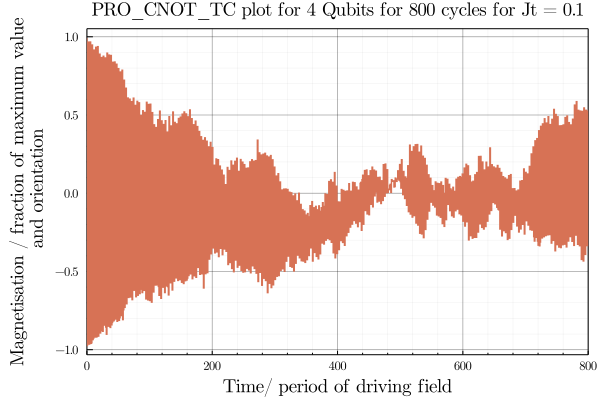 PRO_CNOT_TC plot for 4 Qubits for 800 cycles for Jt = 0.1
Magnetisation / fraction of maximum value
and orientation
1.0
0.5
0.0
−0.5
−1.0
0 200 400 600 800
Time/ period of driving field